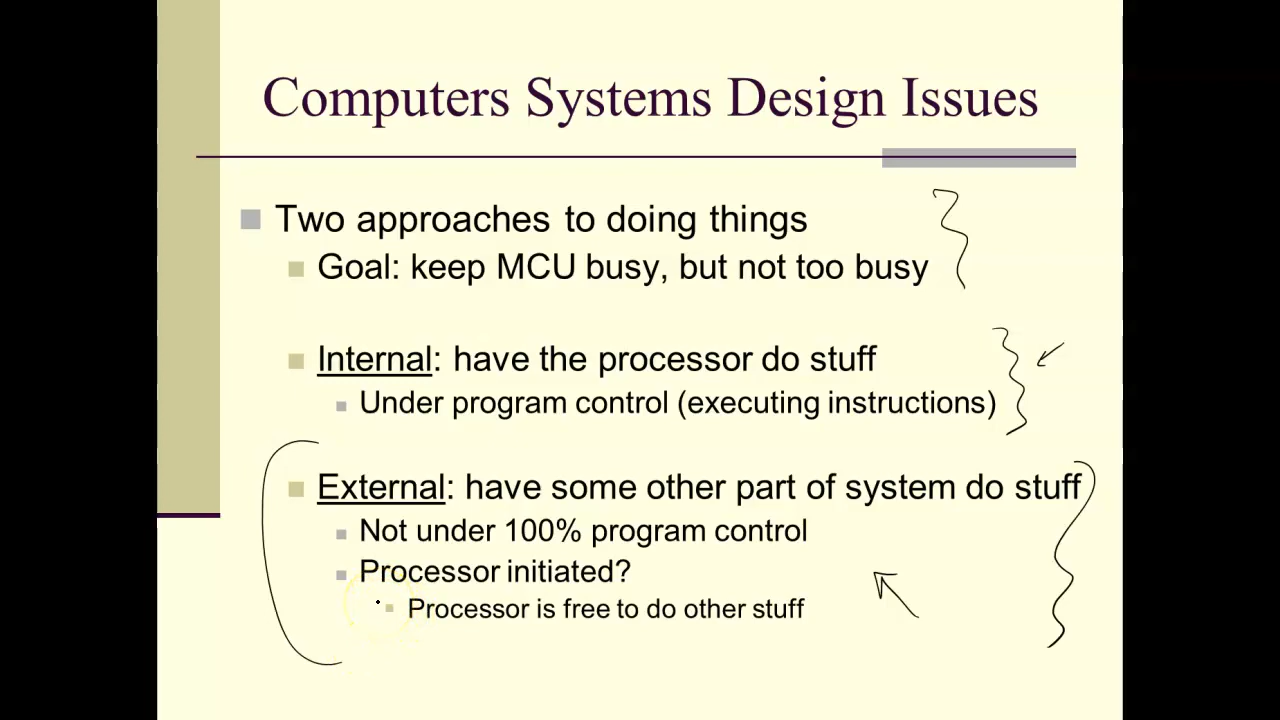 Computers Systems Design Issues
Two approaches to doing things
Goal: keep MCU busy, but not too busy
Internal: have the processor do stuff
Under program control (executing instructions)
External: have some other part of system do stuff
Not under 100% program control
Processor initiated?
Processor is free to do other stuff